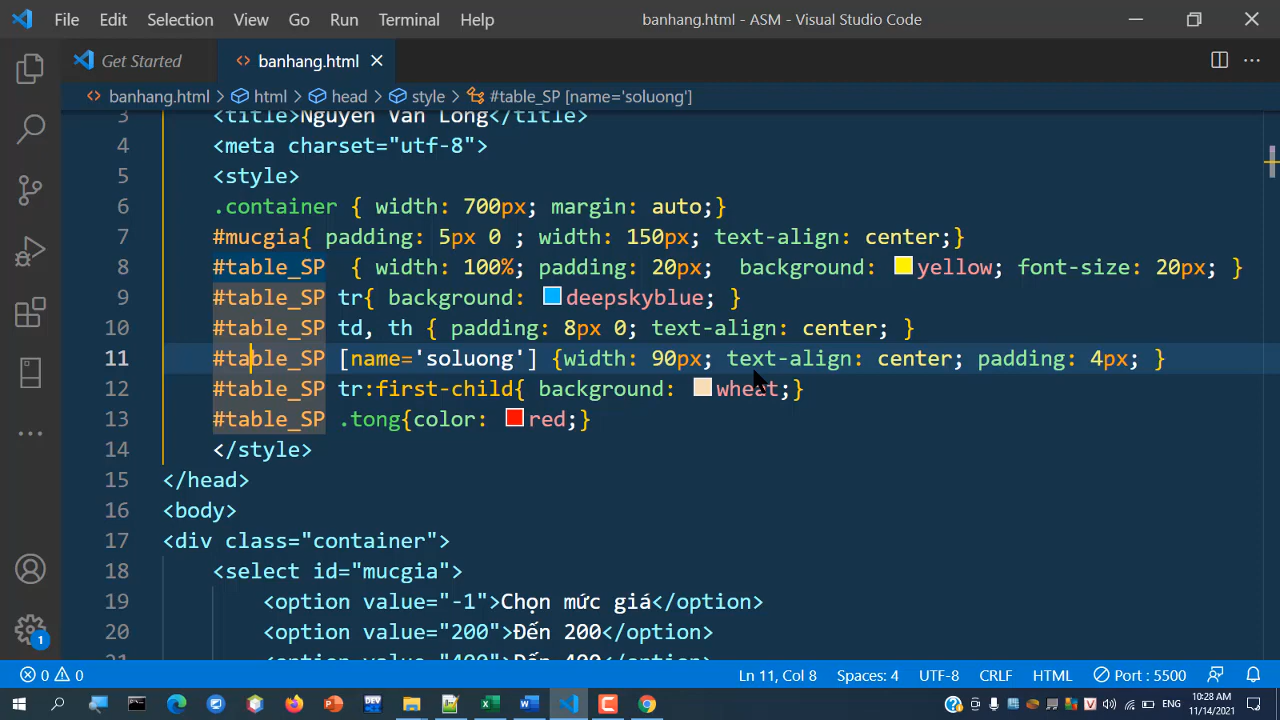 File Edit Selection View Go Run Terminal Help banhang.html - ASM - Visual Studio Code
Get Started <> banhang.html
<> banhang.html > html > head > style > #table_SP [name='soluong']
3 <title>Nguyen Van Long</title>
4 <meta charset="utf-8">
5 <style>
6 .container { width: 700px; margin: auto;}
7 #mucgia{ padding: 5px 0 ; width: 150px; text-align: center;}
8 #table_SP { width: 100%; padding: 20px; background: yellow; font-size: 20px; }
9 #table_SP tr{ background: deepskyblue; }
10 #table_SP td, th { padding: 8px 0; text-align: center; }
11 #table_SP [name='soluong'] {width: 90px; text-align: center; padding: 4px; }
12 #table_SP tr:first-child{ background: wheat;}
13 #table_SP .tong{color: red;}
14 </style>
15 </head>
16 <body>
17 <div class="container">
18 <select id="mucgia">
19 <option value="-1">Chọn mức giá</option>
20 <option value="200">Đến 200</option>
21 <option value="400">Đến 400</option>
1
0 0 Ln 11, Col 8 Spaces: 4 UTF-8 CRLF HTML Port : 5500
10:28 AM
11/14/2021